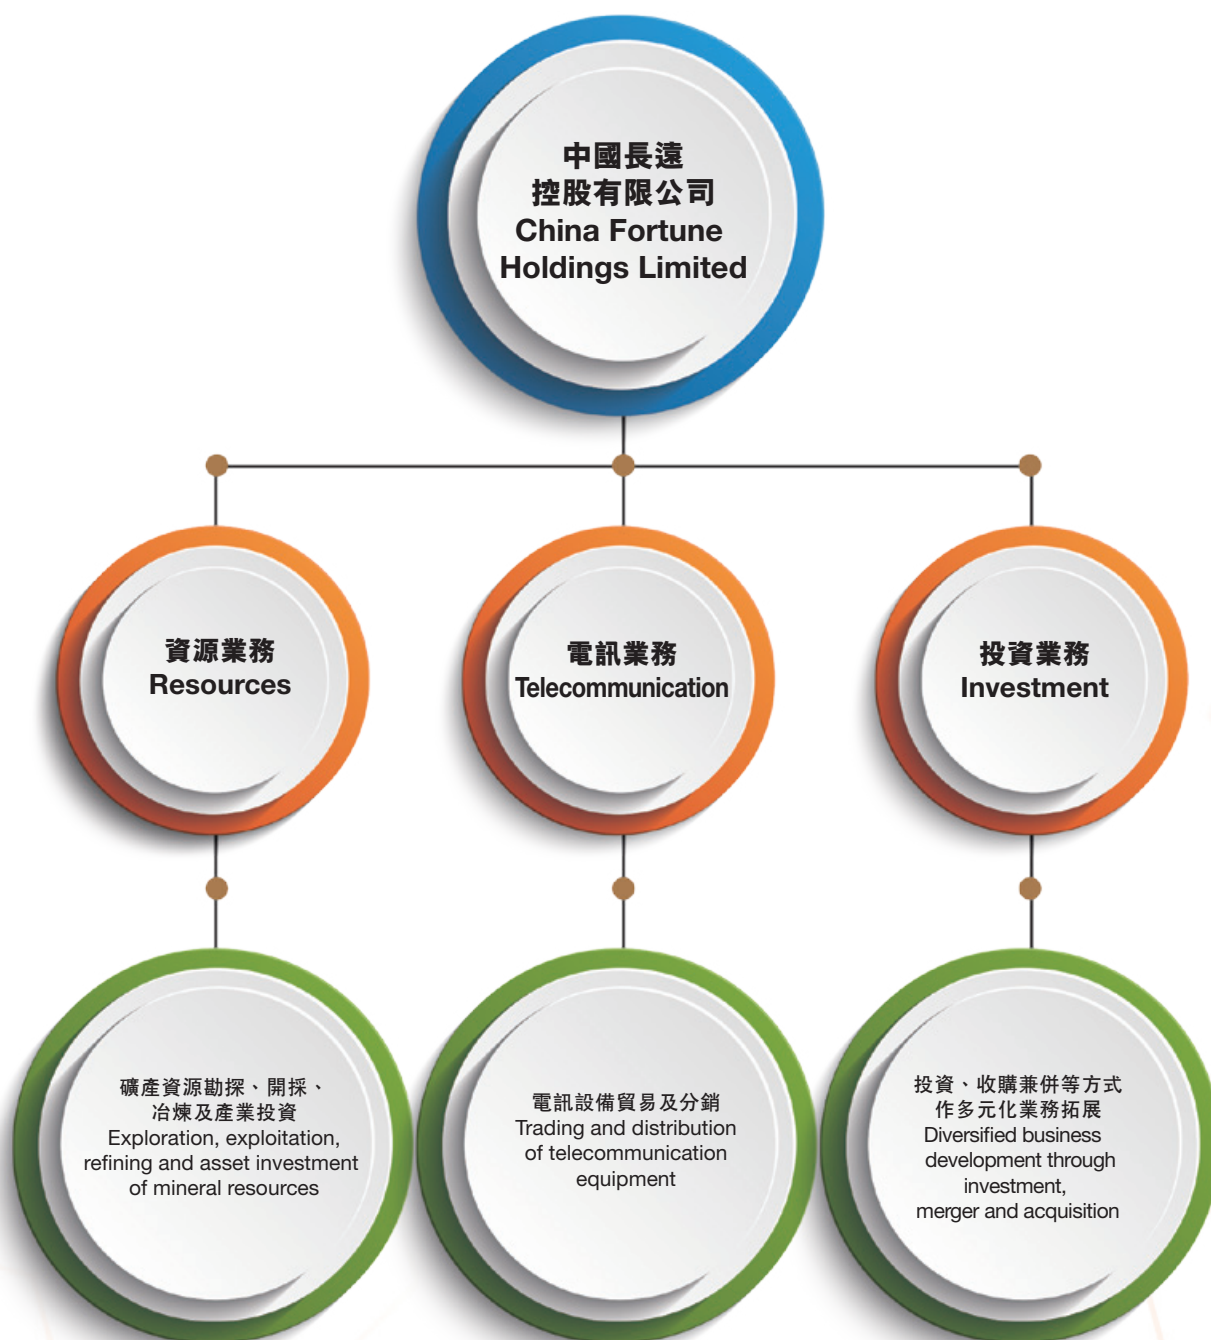 中國長遠
控股有限公司
China Fortune
Holdings Limited
資源業務
Resources
電訊業務
Telecommunication
投資業務
Investment
礦產資源勘探、開採、
冶煉及產業投資
Exploration, exploitation,
refining and asset investment
of mineral resources
電訊設備貿易及分銷
Trading and distribution
of telecommunication
equipment
投資、收購兼併等方式
作多元化業務拓展
Diversified business
development through
investment,
merger and acquisition